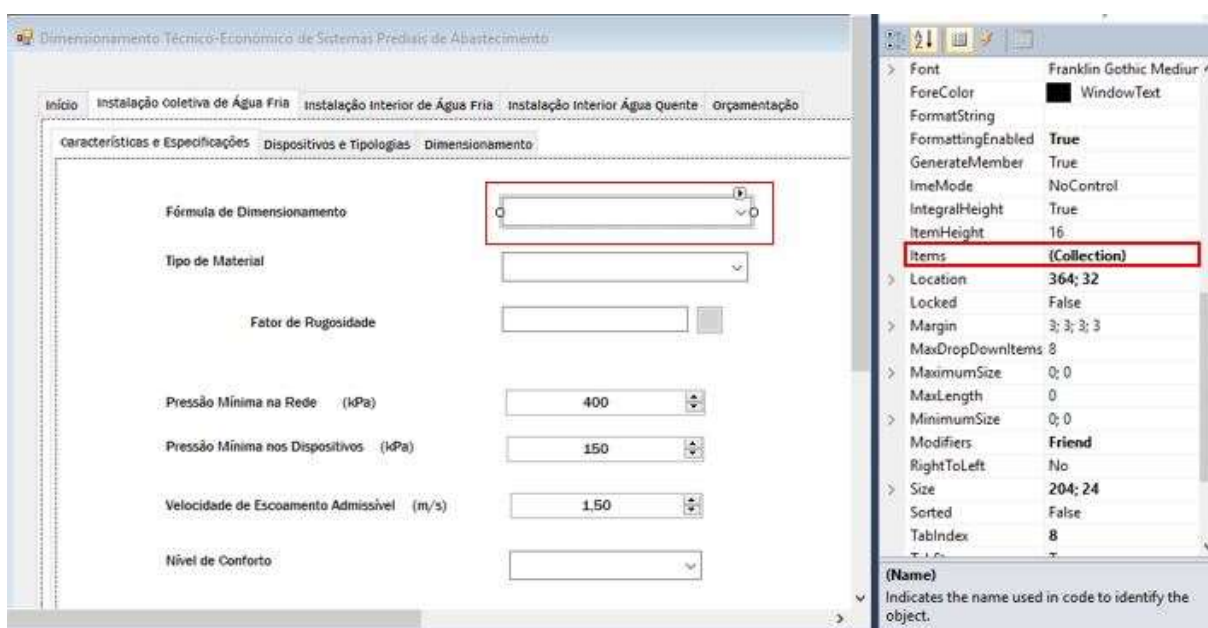 Dimensionamento Técnico-Económico de Sistemas Prediais de Abastecimento
Início Instalação Coletiva de Água Fria Instalação Interior de Água Fria Instalação Interior Água Quente Orçamentação
Características e Especificações Dispositivos e Tipologias Dimensionamento
Fórmula de Dimensionamento
Tipo de Material
Fator de Rugosidade
Pressão Mínima na Rede (kPa) 400
Pressão Mínima nos Dispositivos (kPa) 150
Velocidade de Escoamento Admissível (m/s) 1,50
Nível de Conforto
Font Franklin Gothic Mediur
ForeColor WindowText
FormatString
FormattingEnabled True
GenerateMember True
ImeMode NoControl
IntegralHeight True
ItemHeight 16
Items (Collection)
Location 364; 32
Locked False
Margin 3; 3; 3; 3
MaxDropDownItems 8
MaximumSize 0; 0
MaxLength 0
MinimumSize 0; 0
Modifiers Friend
RightToLeft No
Size 204; 24
Sorted False
TabIndex 8
(Name)
Indicates the name used in code to identify the
object.